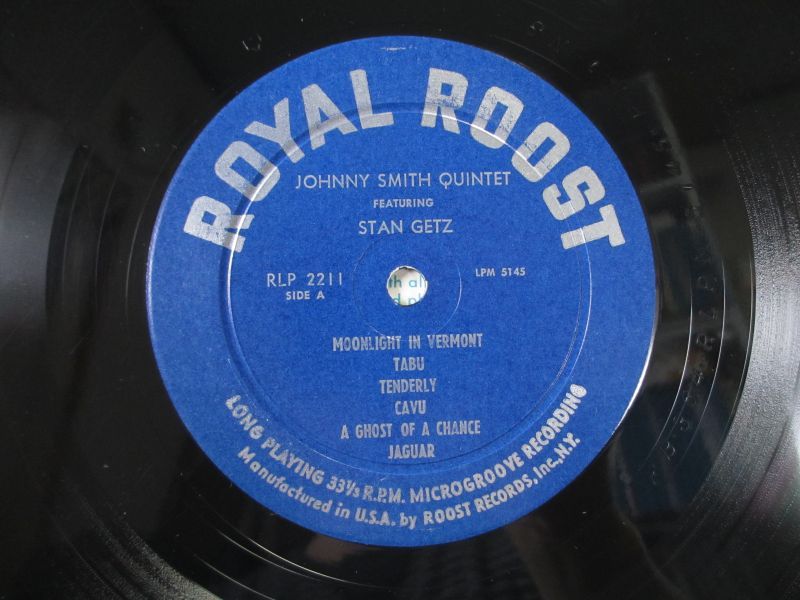 ROYAL ROOST
JOHNNY SMITH QUINTET
FEATURING
STAN GETZ
RLP 2211
SIDE A
LPM 5145
MOONLIGHT IN VERMONT
TABU
TENDERLY
CAVU
A GHOST OF A CHANCE
JAGUAR
LONG PLAYING 33⅓ R.P.M. MICROGROOVE RECORDING
Manufactured in U.S.A. by ROOST RECORDS, Inc., N.Y.